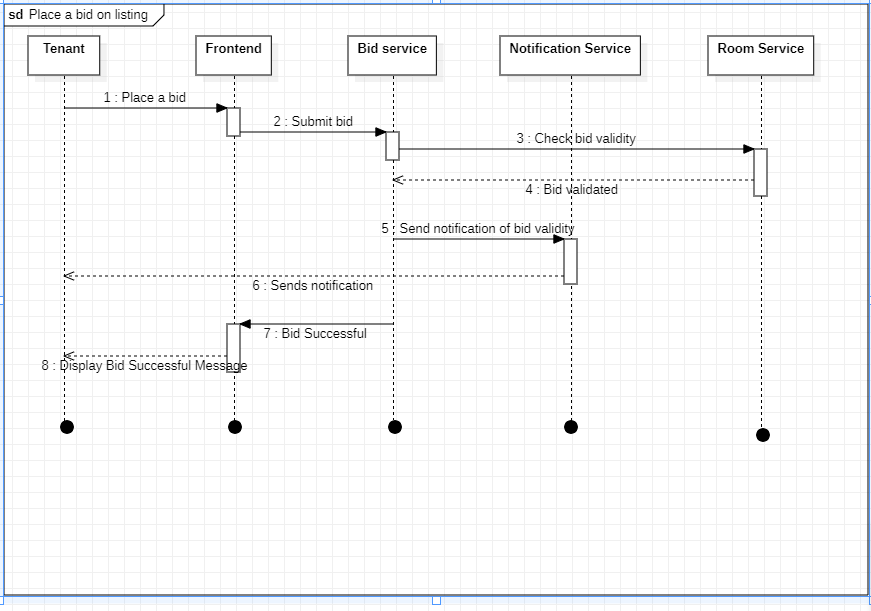 sd Place a bid on listing
Tenant
Frontend
Bid service
Notification Service
Room Service
1 : Place a bid
2 : Submit bid
3 : Check bid validity
4 : Bid validated
5 : Send notification of bid validity
6 : Sends notification
7 : Bid Successful
8 : Display Bid Successful Message